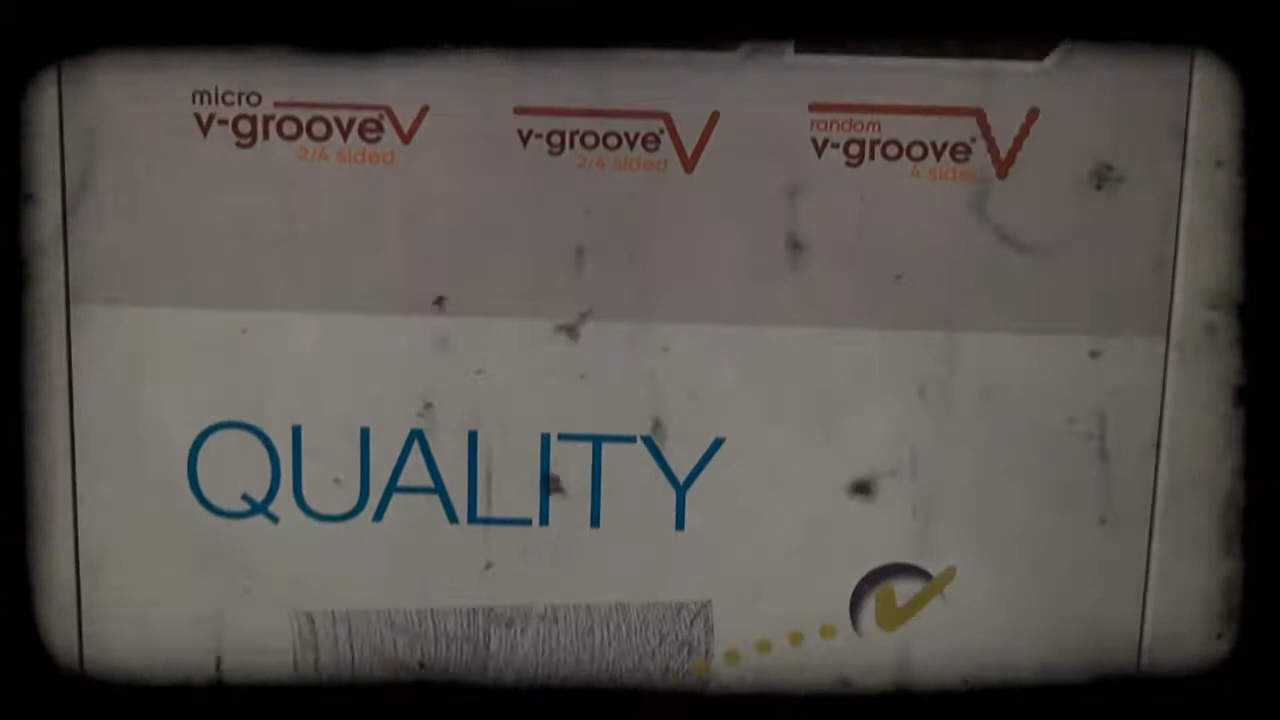 micro
v-groove
2/4 sided
v-groove
2/4 sided
random
v-groove
4 sided
QUALITY